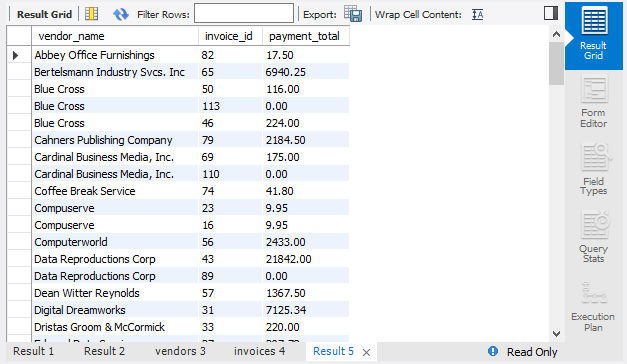 Result Grid Filter Rows: Export: Wrap Cell Content:
vendor_name invoice_id payment_total
Abbey Office Furnishings 82 17.50
Bertelsmann Industry Svcs. Inc 65 6940.25
Blue Cross 50 116.00
Blue Cross 113 0.00
Blue Cross 46 224.00
Cahners Publishing Company 79 2184.50
Cardinal Business Media, Inc. 69 175.00
Cardinal Business Media, Inc. 110 0.00
Coffee Break Service 74 41.80
Compuserve 23 9.95
Compuserve 16 9.95
Computerworld 56 2433.00
Data Reproductions Corp 43 21842.00
Data Reproductions Corp 89 0.00
Dean Witter Reynolds 57 1367.50
Digital Dreamworks 31 7125.34
Dristas Groom & McCormick 33 220.00
Result 1 Result 2 vendors 3 invoices 4 Result 5
Read Only
Result
Grid
Form
Editor
Field
Types
Query
Stats
Execution
Plan